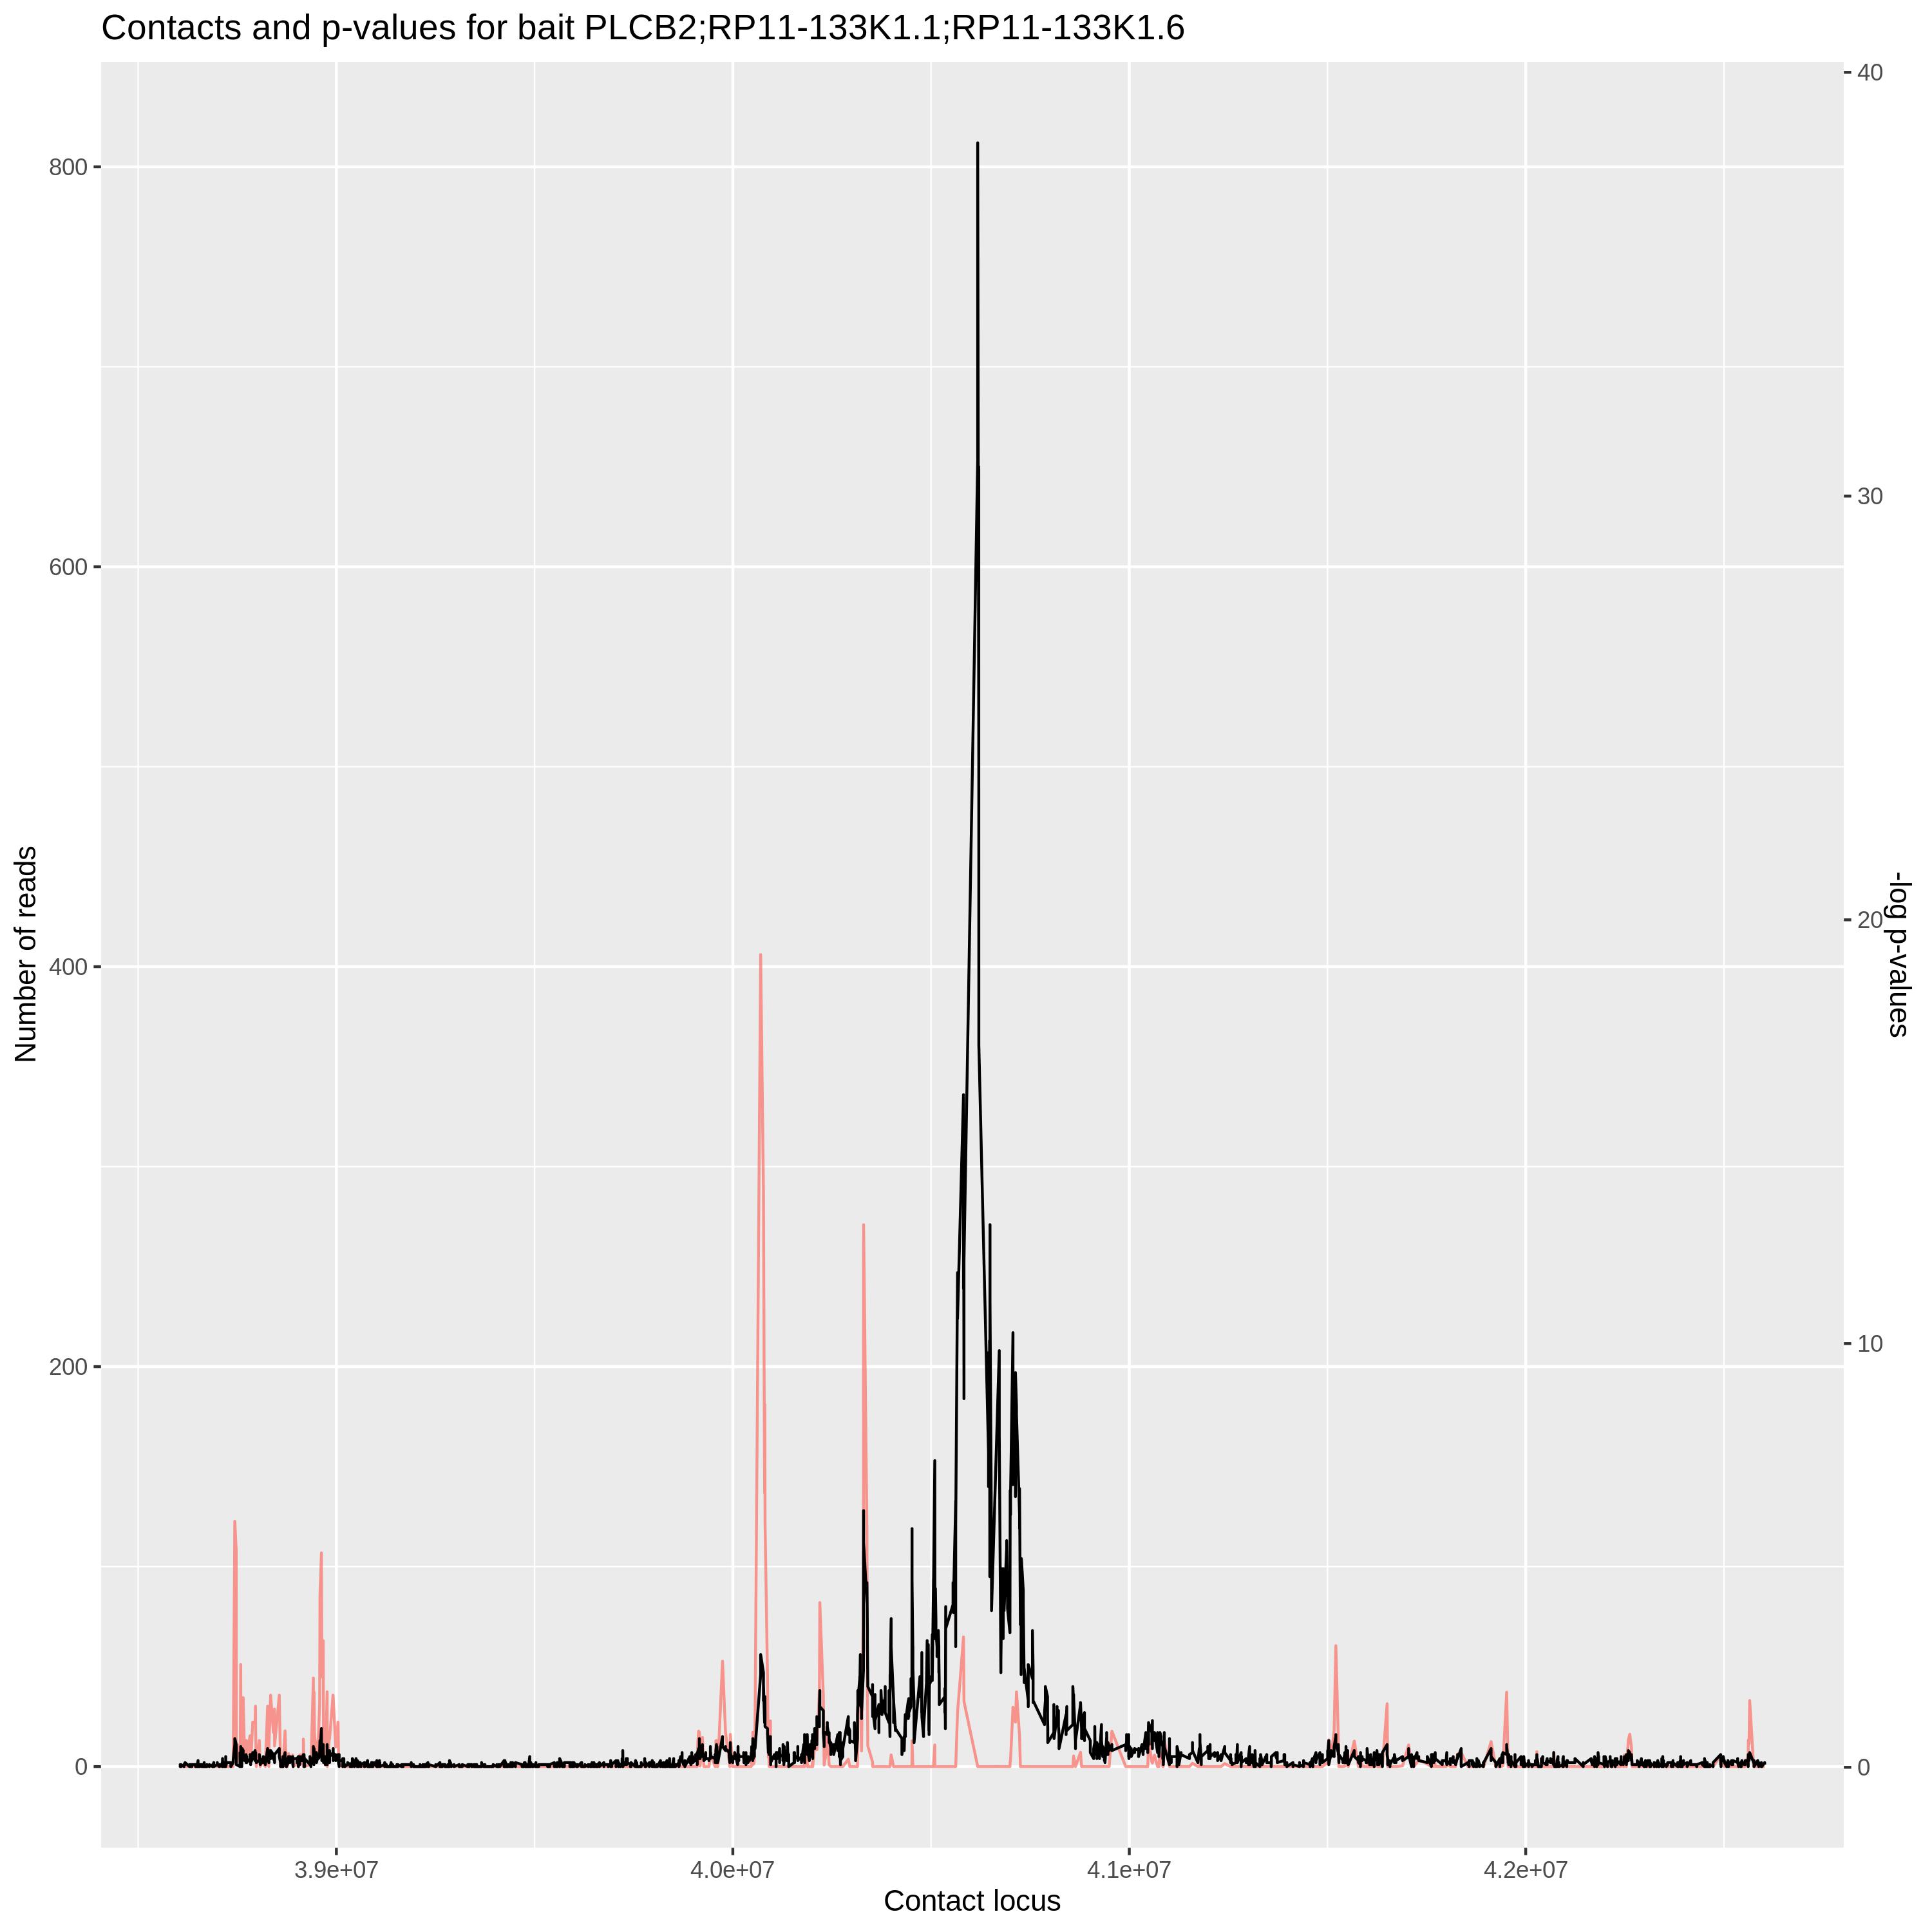 Contacts and p-values for bait PLCB2;RP11-133K1.1;RP11-133K1.6
40
800
30
600
Number of reads
-log p-values
20
400
10
200
0
0
3.9e+07
4.0e+07
4.1e+07
4.2e+07
Contact locus